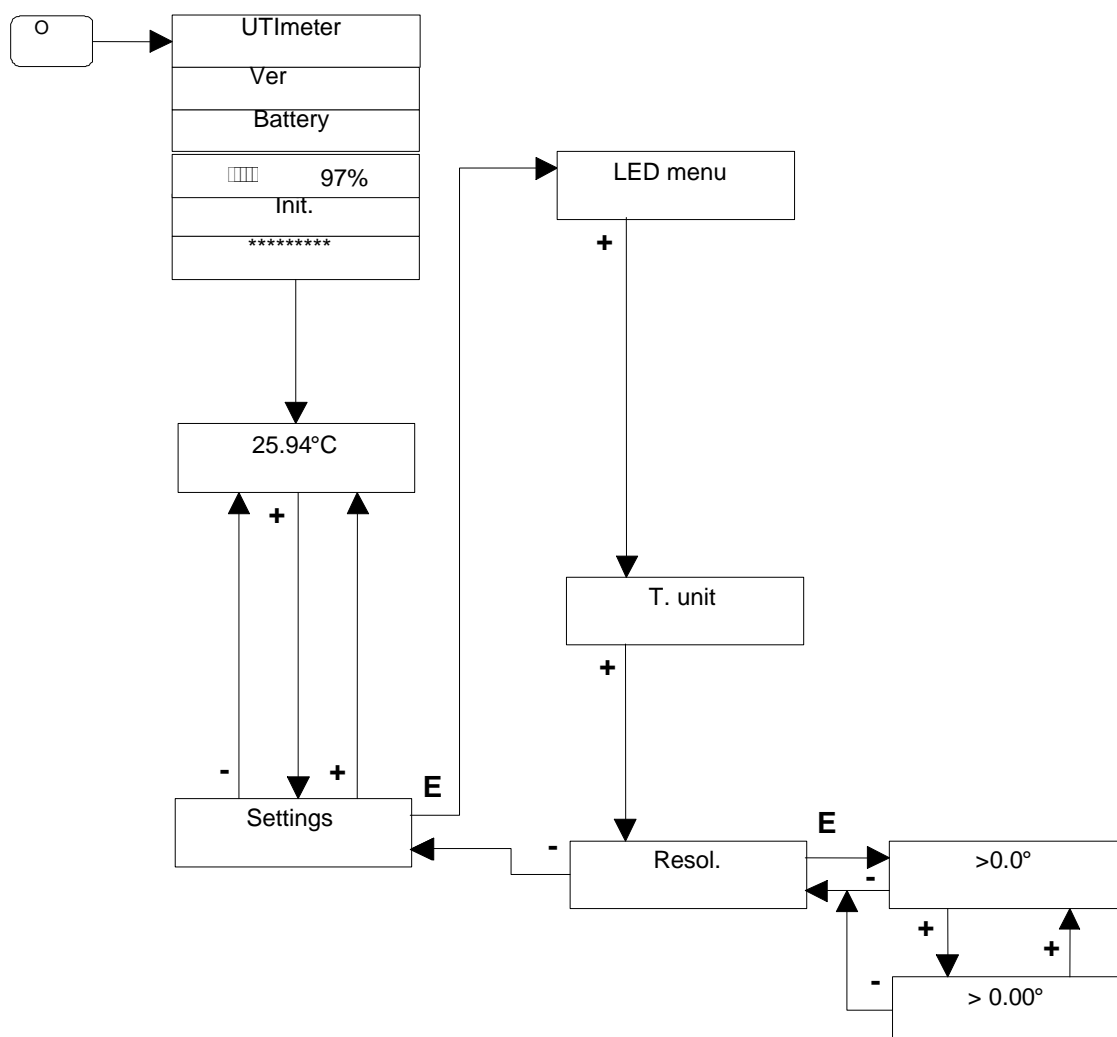 O
UTImeter
Ver
Battery
97%
Init.
*********
LED menu
+
25.94°C
+
T. unit
+
-
+
E
Settings
-
Resol.
E
>0.0°
-
+
+
-
> 0.00°